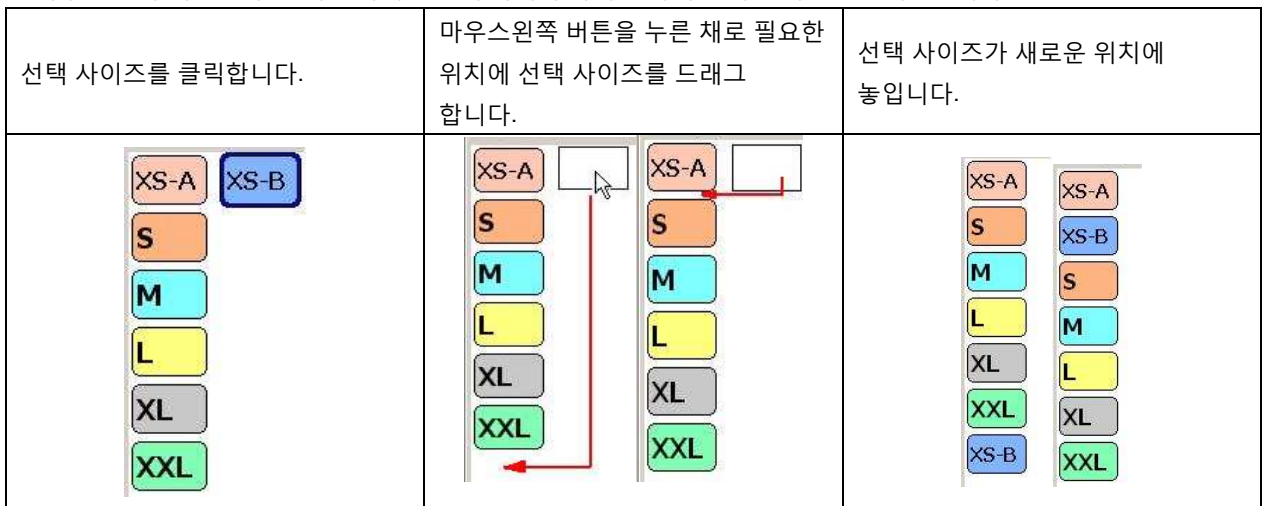 선택 사이즈를 클릭합니다.
마우스왼쪽 버튼을 누른 채로 필요한
위치에 선택 사이즈를 드래그
합니다.
선택 사이즈가 새로운 위치에
놓입니다.
XS-A XS-B
S
M
L
XL
XXL
XS-A
S
M
L
XL
XXL
XS-A
S
M
L
XL
XXL
XS-A
S
M
L
XL
XXL
XS-B
XS-A
XS-B
S
M
L
XL
XXL